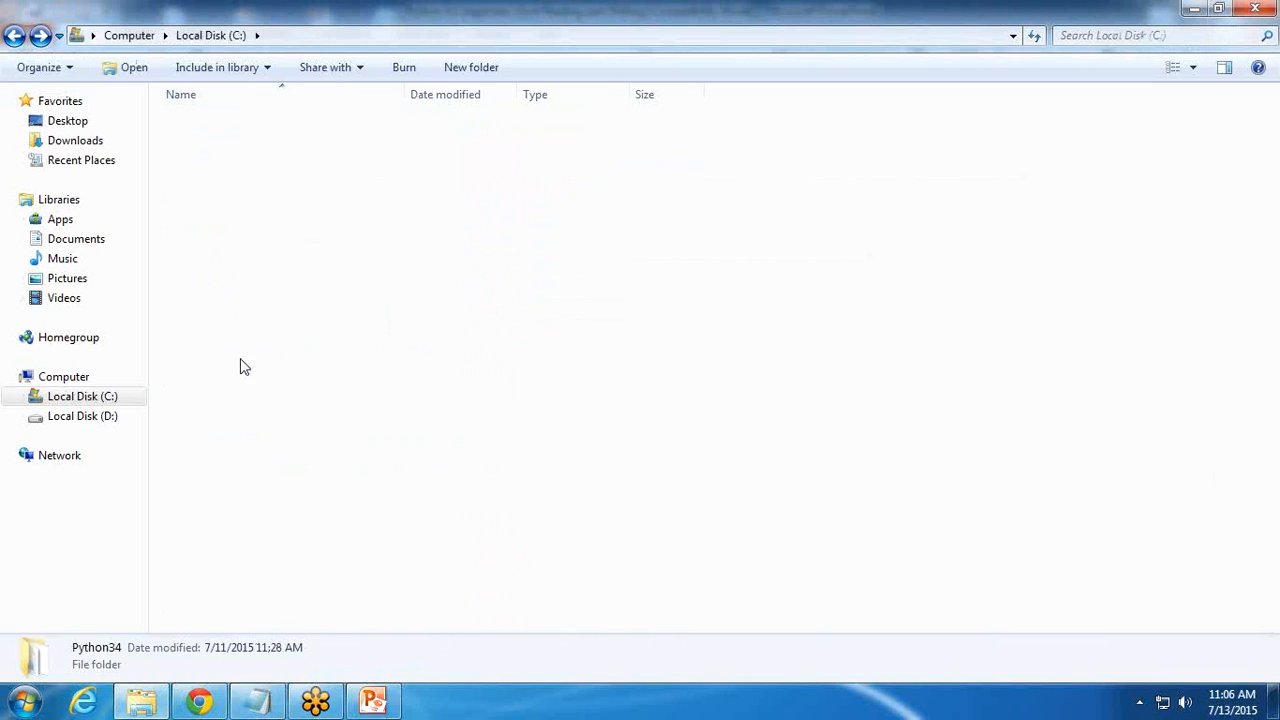 Computer Local Disk (C:)
Search Local Disk (C:)
Organize Open Include in library Share with Burn New folder
Name Date modified Type Size
Favorites
Desktop
Downloads
Recent Places
Libraries
Apps
Documents
Music
Pictures
Videos
Homegroup
Computer
Local Disk (C:)
Local Disk (D:)
Network
Python34 Date modified: 7/11/2015 11:28 AM
File folder
11:06 AM
7/13/2015